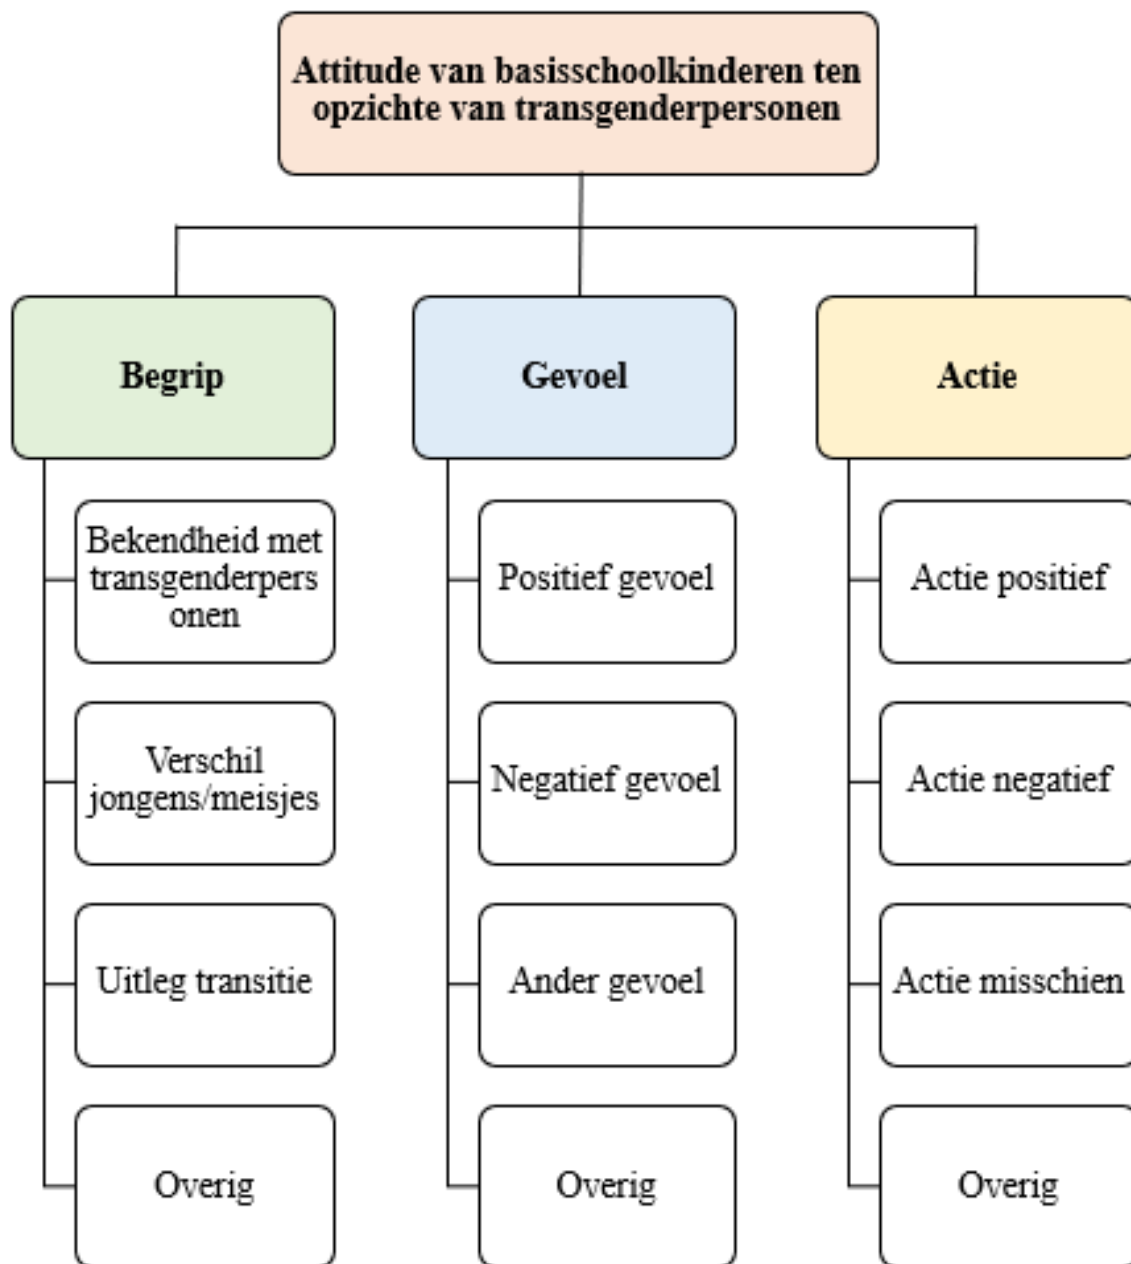 Attitude van basisschoolkinderen ten
opzichte van transgenderpersonen
Begrip
Gevoel
Actie
Bekendheid met
transgenderpers
onen
Positief gevoel
Actie positief
Verschil
jongens/meisjes
Negatief gevoel
Actie negatief
Uitleg transitie
Ander gevoel
Actie misschien
Overig
Overig
Overig